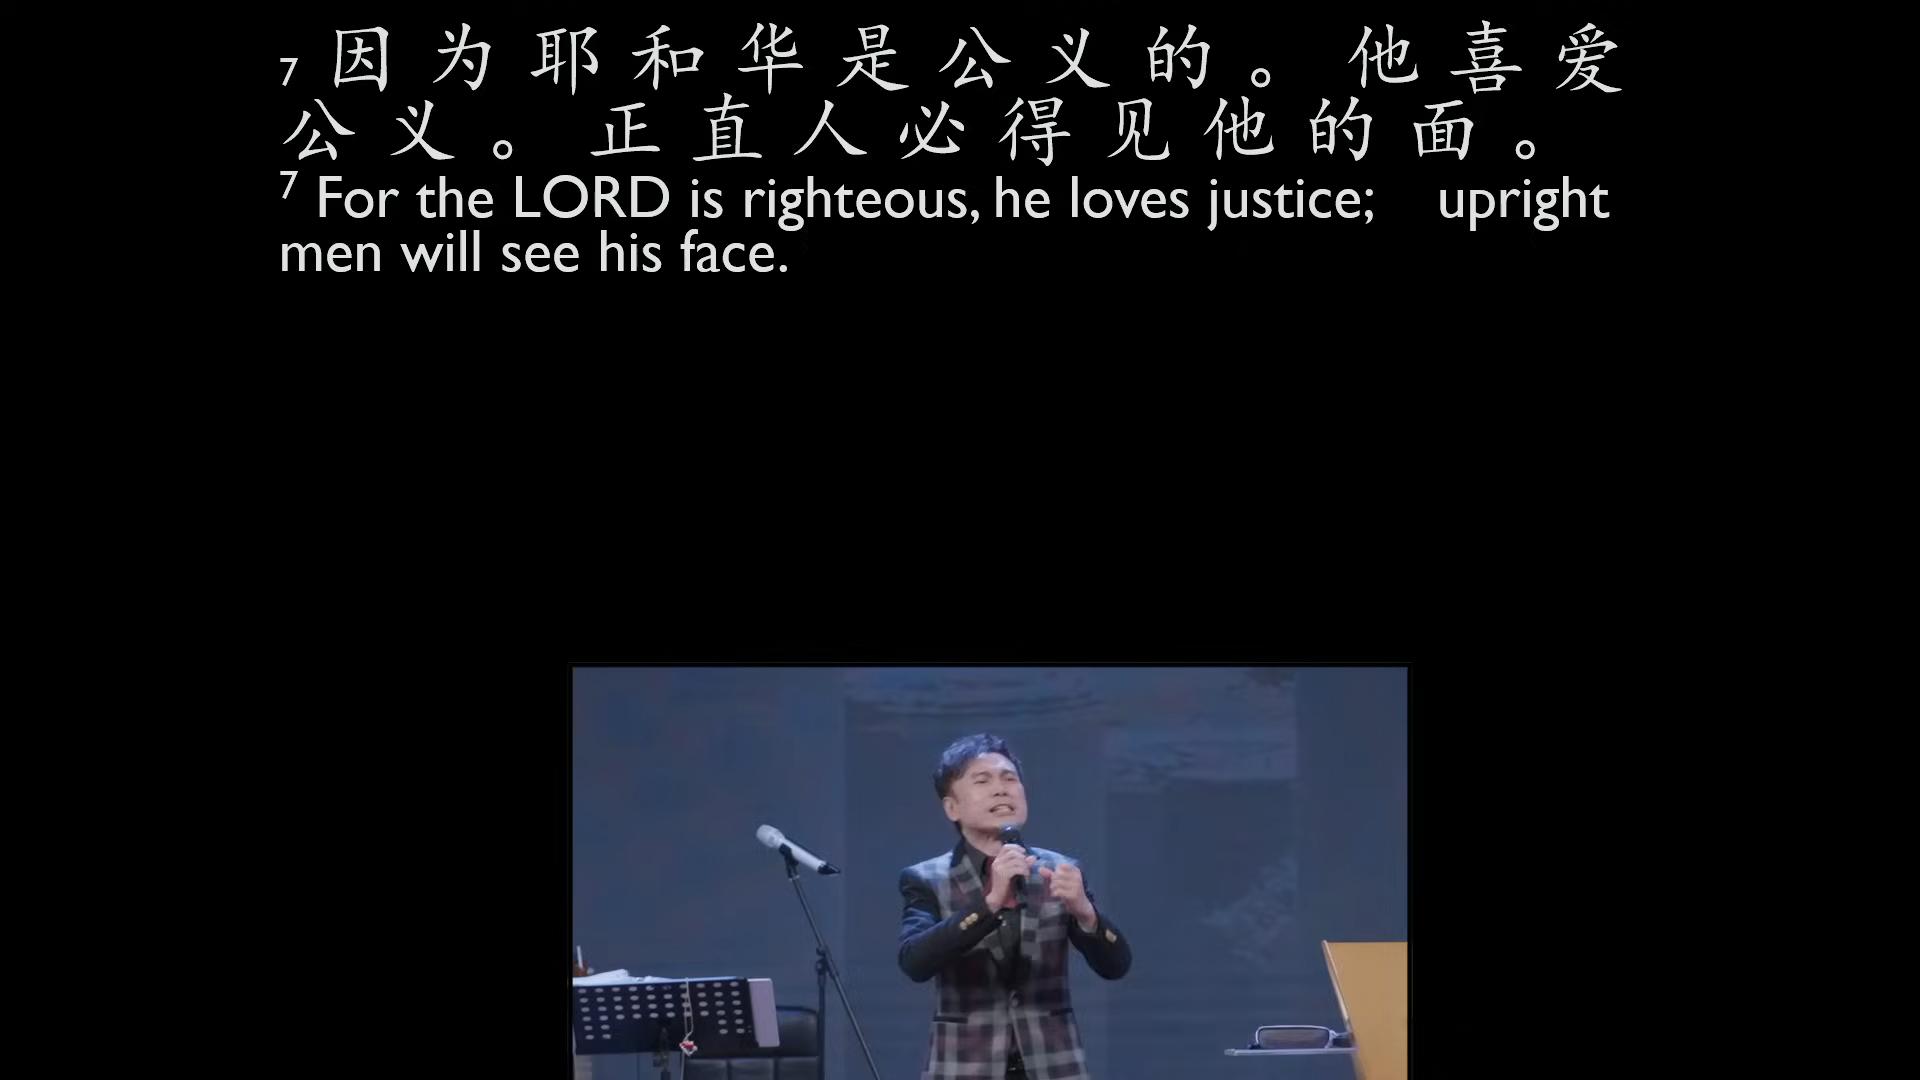 7 因为耶和华是公义的。他喜爱
公义。正直人必得见他的面。
7 For the LORD is righteous, he loves justice; upright
men will see his face.